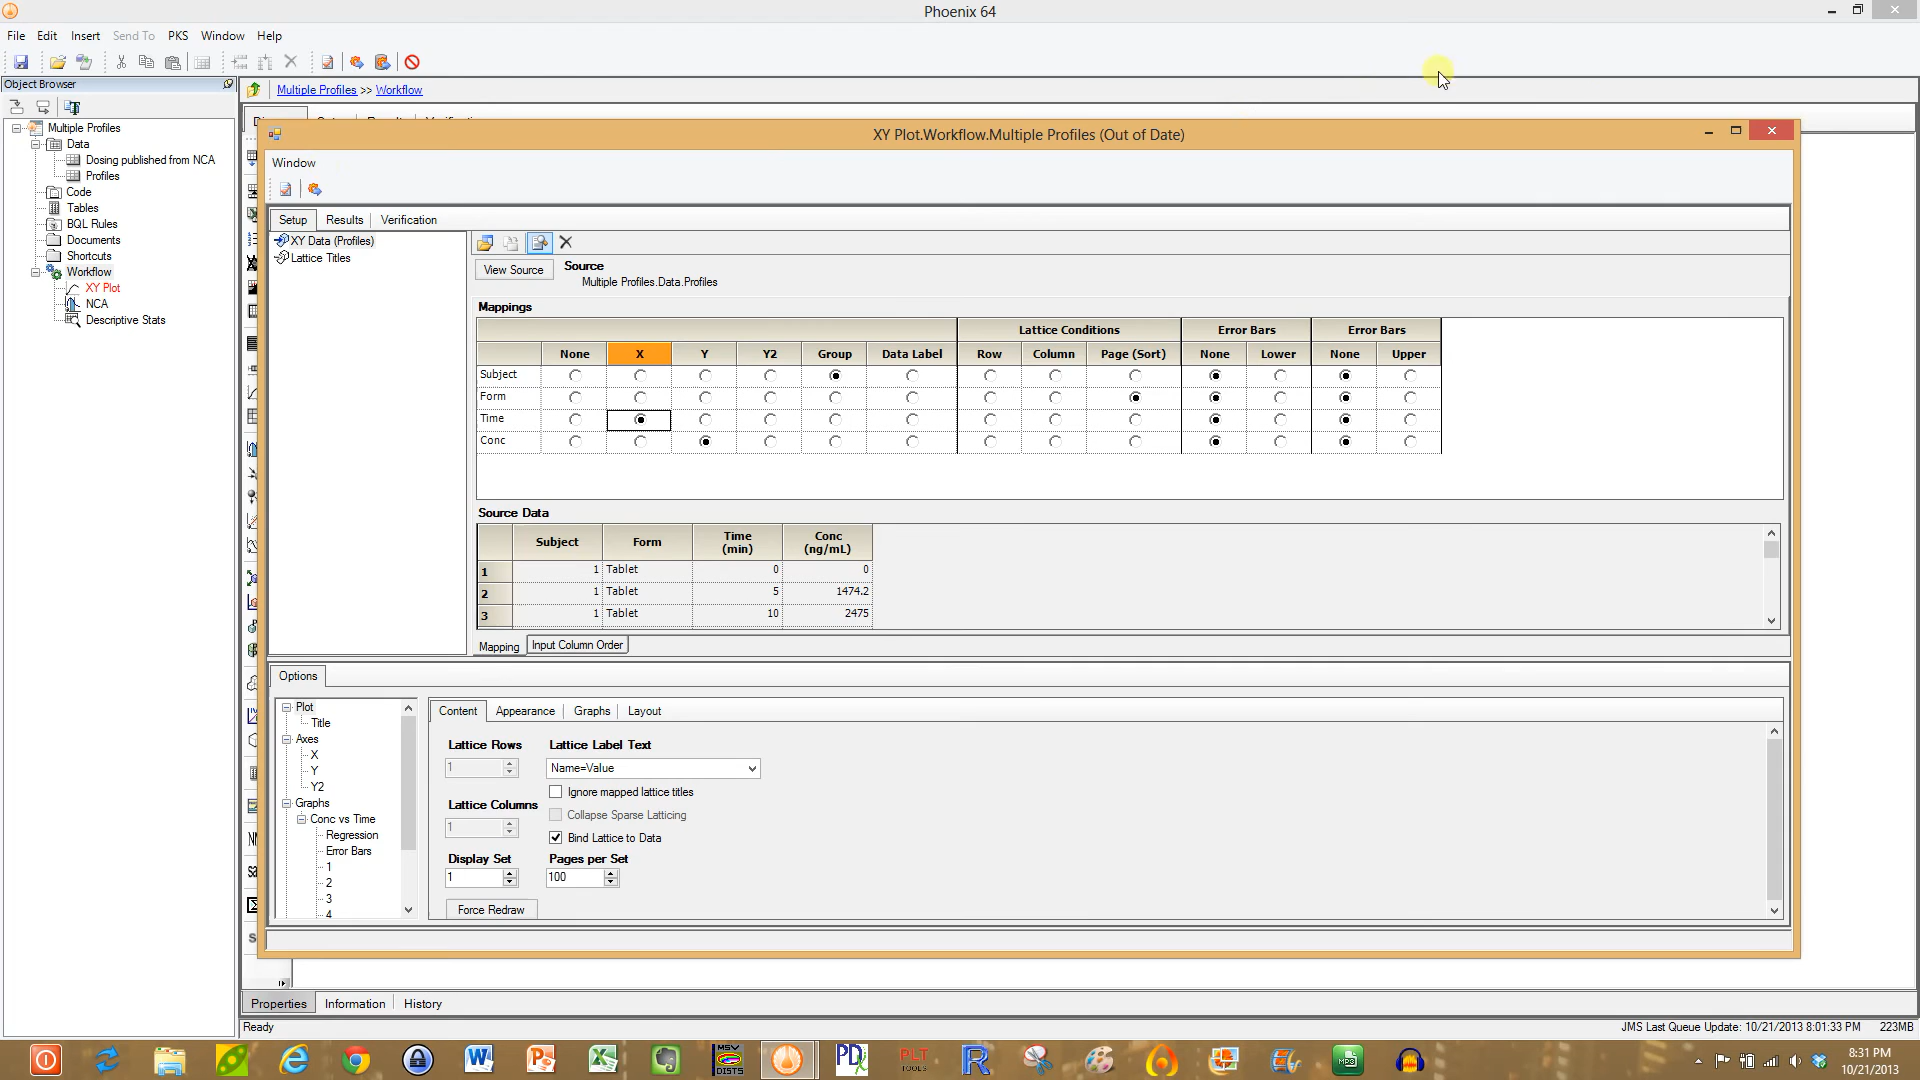 Phoenix 64
File Edit Insert Send To PKS Window Help
Object Browser
Multiple Profiles >> Workflow
Multiple Profiles
Data
Dosing published from NCA
Profiles
Code
Tables
BQL Rules
Documents
Shortcuts
Workflow
XY Plot
NCA
Descriptive Stats
XY Plot.Workflow.Multiple Profiles (Out of Date)
Window
Setup Results Verification
XY Data (Profiles)
Lattice Titles
View Source
Source
Multiple Profiles.Data.Profiles
Mappings
Lattice Conditions Error Bars Error Bars
None X Y Y2 Group Data Label Row Column Page (Sort) None Lower None Upper
Subject
Form
Time
Conc
Source Data
Subject Form Time (min) Conc (ng/mL)
1 1 Tablet 0 0
2 1 Tablet 5 1474.2
3 1 Tablet 10 2475
Mapping Input Column Order
Options
Plot
Title
Axes
X
Y
Y2
Graphs
Conc vs Time
Regression
Error Bars
1
2
3
4
Content Appearance Graphs Layout
Lattice Rows Lattice Label Text
1 Name=Value
Ignore mapped lattice titles
Lattice Columns Collapse Sparse Latticing
1 Bind Lattice to Data
Display Set Pages per Set
1 100
Force Redraw
Properties Information History
Ready
JMS Last Queue Update: 10/21/2013 8:01:33 PM 223MB
MSV
DISTS
PLT
TOOLS
MP3
8:31 PM
10/21/2013